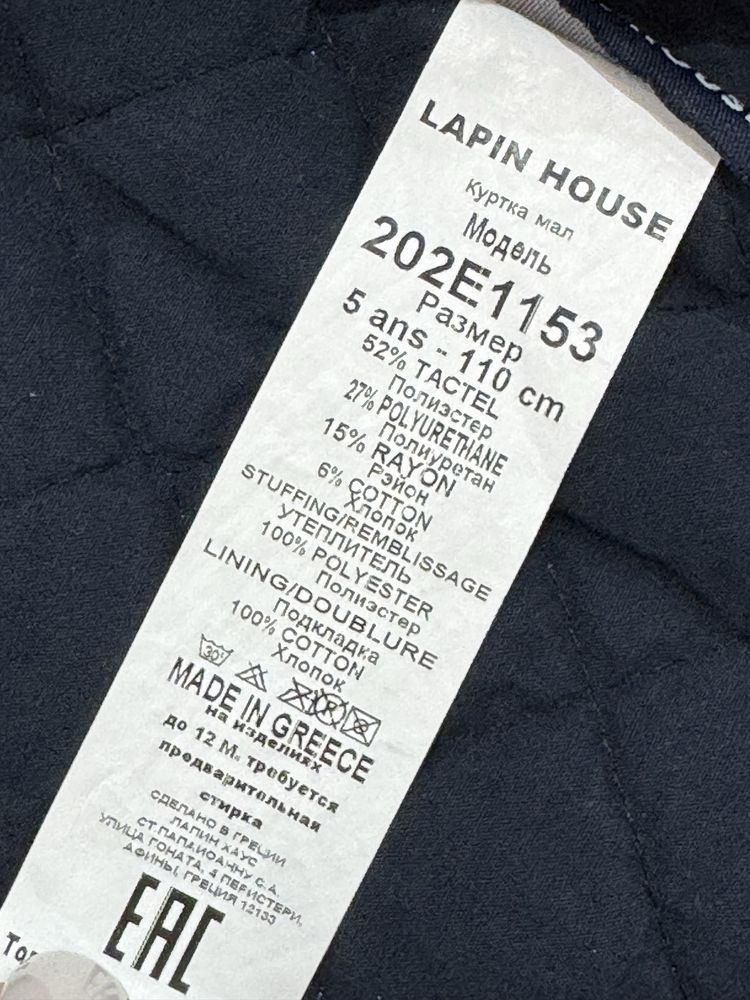 LAPIN HOUSE
Куртка мал
Модель
202E1153
Размер
5 ans - 110 cm
52% TACTEL
Полиэстер
27% POLYURETHANE
Полиуретан
15% RAYON
Рэйон
6% COTTON
Хлопок
STUFFING/REMBLISSAGE
УТЕПЛИТЕЛЬ
100% POLYESTER
Полиэстер
LINING/DOUBLURE
Подкладка
100% COTTON
Хлопок
30°
MADE IN GREECE
на изделиях
до 12 М. требуется
предварительная
стирка
СДЕЛАНО В ГРЕЦИИ
ЛАПИН ХАУС
СТ.ПАПАИОАННУ С.А.
УЛИЦА ГОНАТА, 4 ПЕРИСТЕРИ,
АФИНЫ, ГРЕЦИЯ 12133
EAC